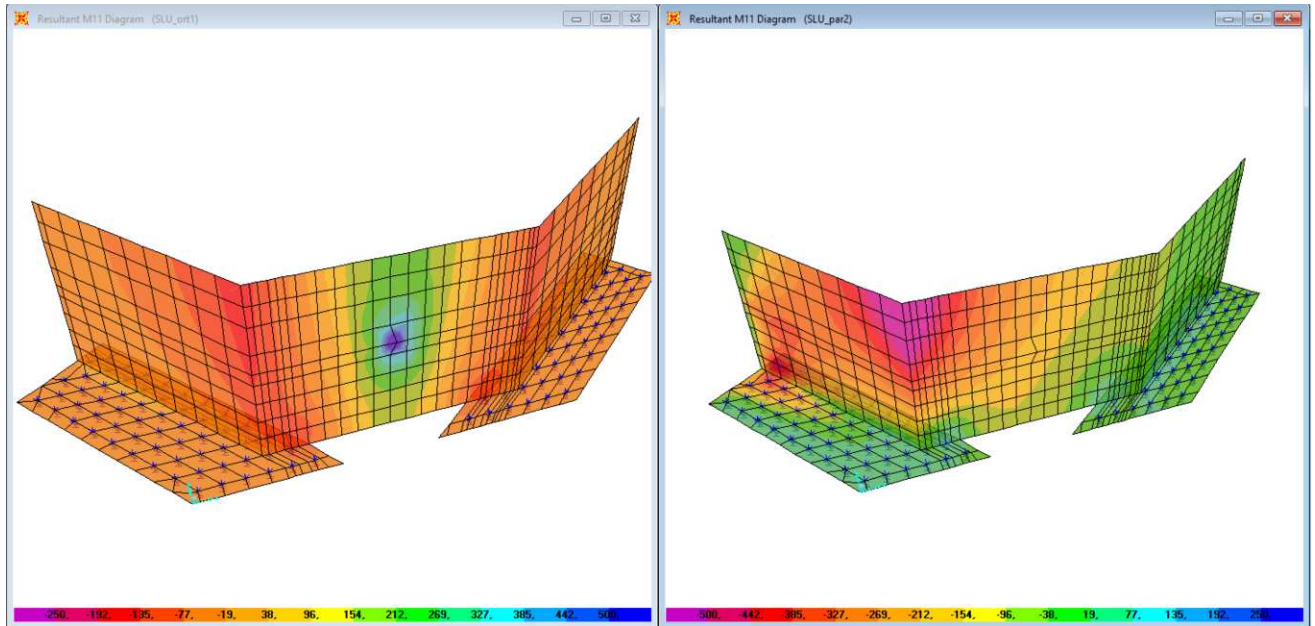 Resultant M11 Diagram (SLU_ort1)
Resultant M11 Diagram (SLU_par2)
-250, -192, -135, -77, -19, 38, 96, 154, 212, 269, 327, 385, 442, 500,
-500, -442, 385, -327, -269, -212, -154, -96, -38, 19, 77, 135, 192, 250,